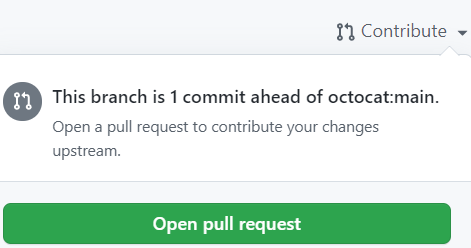 Contribute
This branch is 1 commit ahead of octocat:main.
Open a pull request to contribute your changes
upstream.
Open pull request